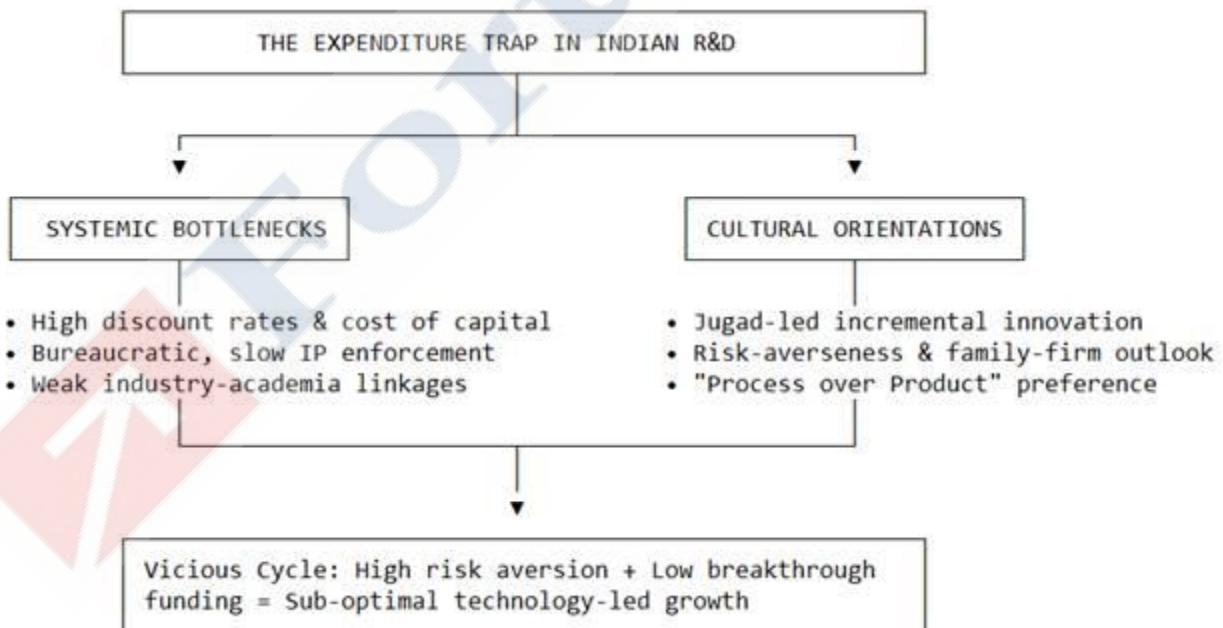 THE EXPENDITURE TRAP IN INDIAN R&D
SYSTEMIC BOTTLENECKS
• High discount rates & cost of capital
• Bureaucratic, slow IP enforcement
• Weak industry-academia linkages
CULTURAL ORIENTATIONS
• Jugad-led incremental innovation
• Risk-averseness & family-firm outlook
• "Process over Product" preference
Vicious Cycle: High risk aversion + Low breakthrough
funding = Sub-optimal technology-led growth